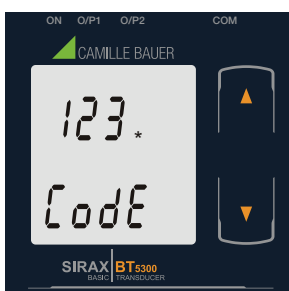 ON O/P1 O/P2 COM
CAMILLE BAUER
123.*
CodE
SIRAX BT5300
BASIC TRANSDUCER